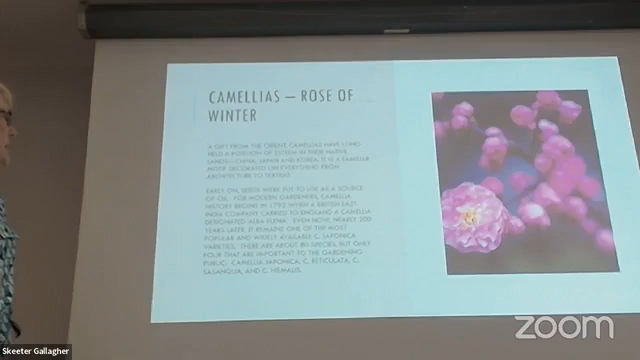 CAMELLIAS – ROSE OF
WINTER
A GIFT FROM THE ORIENT, CAMELLIAS HAVE LONG
HELD A POSITION OF ESTEEM IN THEIR NATIVE
LANDS—CHINA, JAPAN AND KOREA. IT IS A FAMILIAR
MOTIF DECORATED ON EVERYTHING FROM
ARCHITECTURE TO TEXTILES.
EARLY ON, SEEDS WERE PUT TO USE AS A SOURCE
OF OIL. FOR MODERN GARDENERS, CAMELLIA
HISTORY BEGINS IN 1792 WHEN A BRITISH EAST
INDIA COMPANY CARRIED TO ENGLAND A CAMELLIA
DESIGNATED ALBA PLENA. EVEN NOW, NEARLY 200
YEARS LATER, IT REMAINS ONE OF THE MOST
POPULAR AND WIDELY AVAILABLE C. JAPONICA
VARIETIES. THERE ARE ABOUT 80 SPECIES, BUT ONLY
FOUR THAT ARE IMPORTANT TO THE GARDENING
PUBLIC: CAMELLIA JAPONICA, C. RETICULATA, C.
SASANQUA, AND C. HIEMALIS.
zoom
Skeeter Gallagher